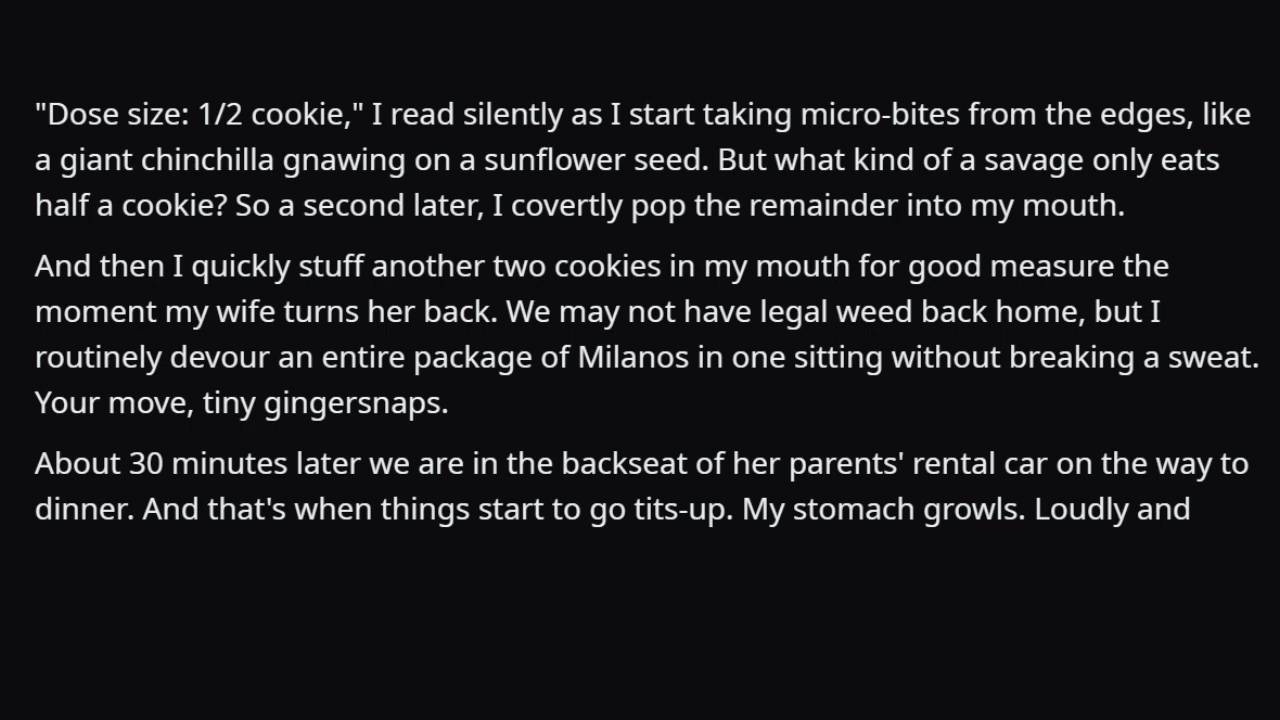 "Dose size: 1/2 cookie," I read silently as I start taking micro-bites from the edges, like
a giant chinchilla gnawing on a sunflower seed. But what kind of a savage only eats
half a cookie? So a second later, I covertly pop the remainder into my mouth.
And then I quickly stuff another two cookies in my mouth for good measure the
moment my wife turns her back. We may not have legal weed back home, but I
routinely devour an entire package of Milanos in one sitting without breaking a sweat.
Your move, tiny gingersnaps.
About 30 minutes later we are in the backseat of her parents' rental car on the way to
dinner. And that's when things start to go tits-up. My stomach growls. Loudly and